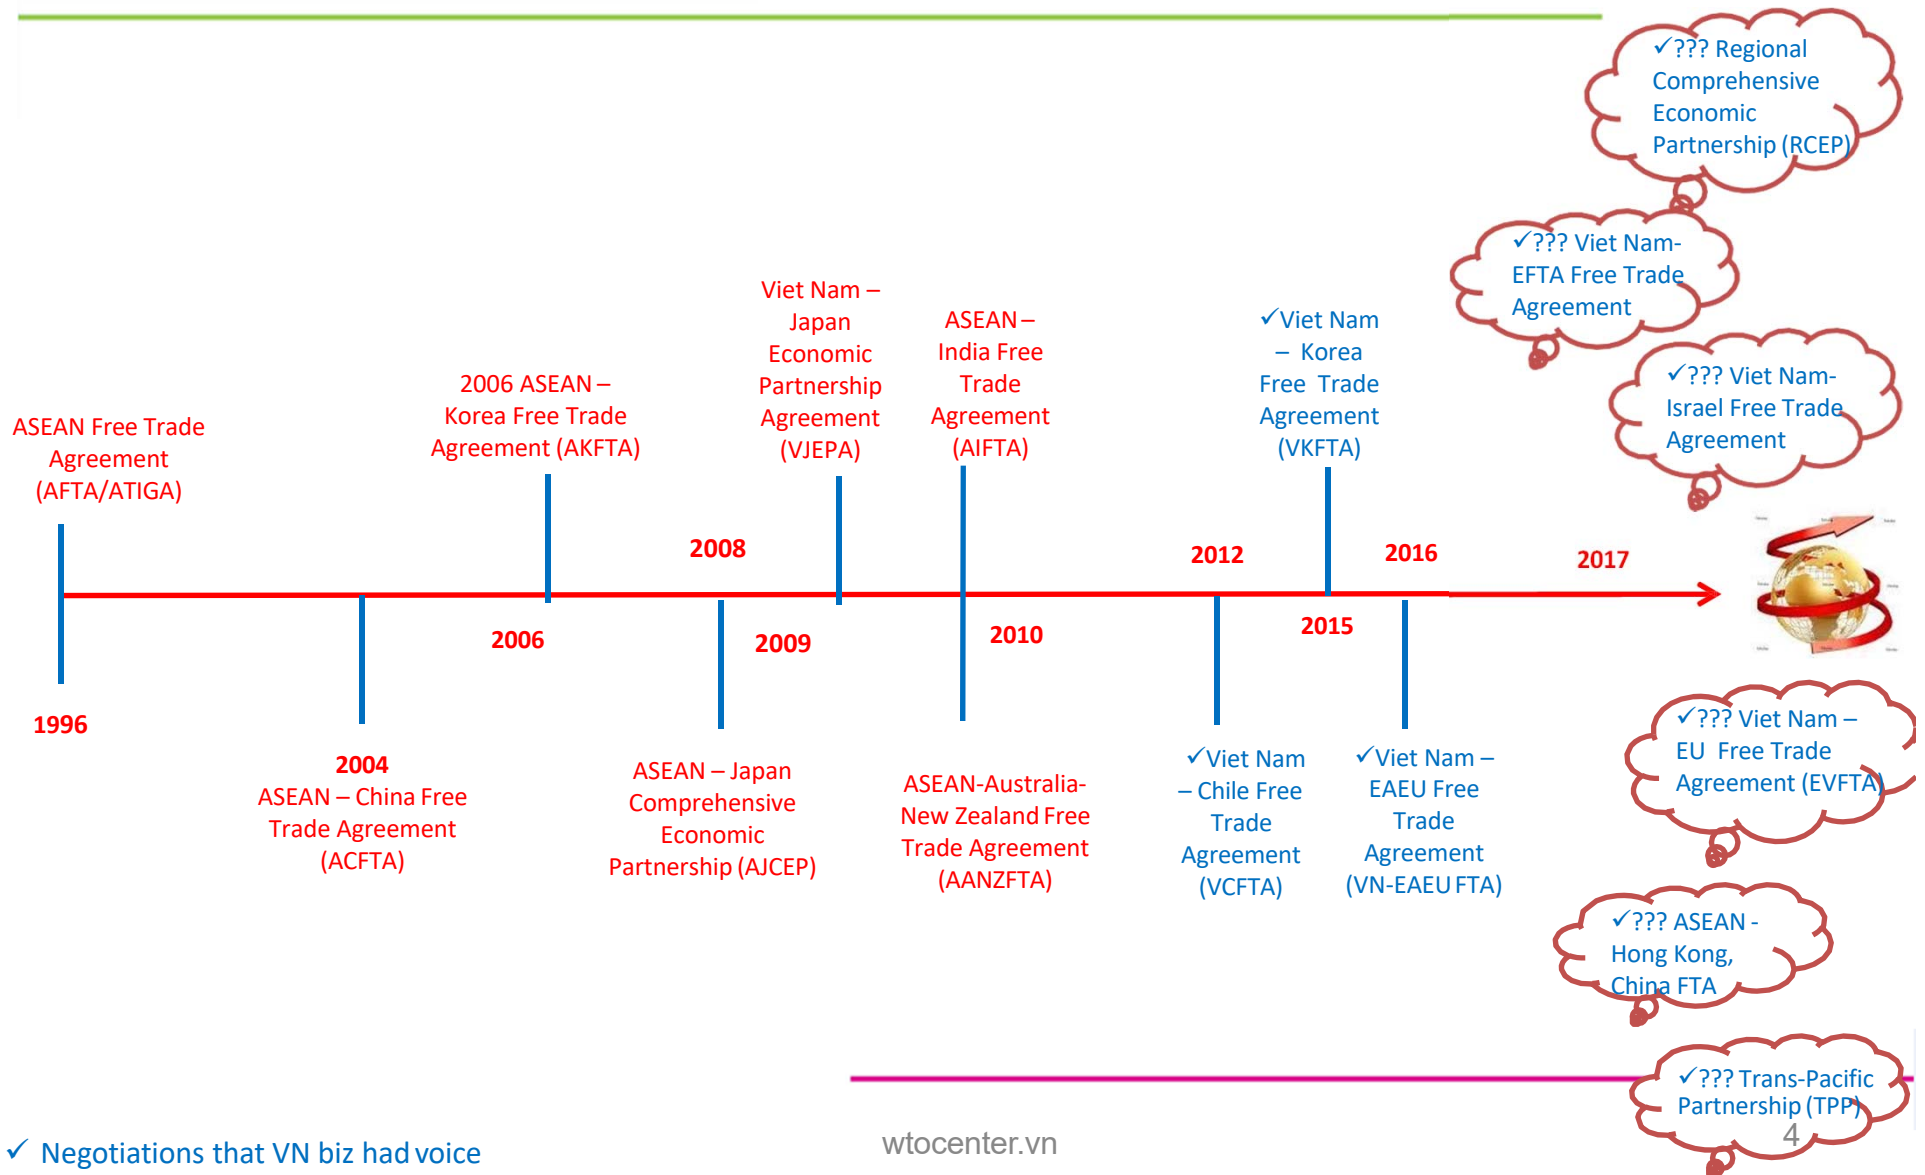 ✓??? Regional
Comprehensive
Economic
Partnership (RCEP)
✓??? Viet Nam-
EFTA Free Trade
Agreement
✓??? Viet Nam-
Israel Free Trade
Agreement
ASEAN Free Trade
Agreement
(AFTA/ATIGA)
2006 ASEAN –
Korea Free Trade
Agreement (AKFTA)
Viet Nam –
Japan
Economic
Partnership
Agreement
(VJEPA)
ASEAN –
India Free
Trade
Agreement
(AIFTA)
✓Viet Nam
– Korea
Free Trade
Agreement
(VKFTA)
2008
2012
2016
2017
2006
2009
2010
2015
1996
2004
ASEAN – China Free
Trade Agreement
(ACFTA)
ASEAN – Japan
Comprehensive
Economic
Partnership (AJCEP)
ASEAN-Australia-
New Zealand Free
Trade Agreement
(AANZFTA)
✓Viet Nam
– Chile Free
Trade
Agreement
(VCFTA)
✓Viet Nam –
EAEU Free
Trade
Agreement
(VN-EAEU FTA)
✓??? Viet Nam –
EU Free Trade
Agreement (EVFTA)
✓??? ASEAN -
Hong Kong,
China FTA
✓??? Trans-Pacific
Partnership (TPP)
✓ Negotiations that VN biz had voice
wtocenter.vn
4